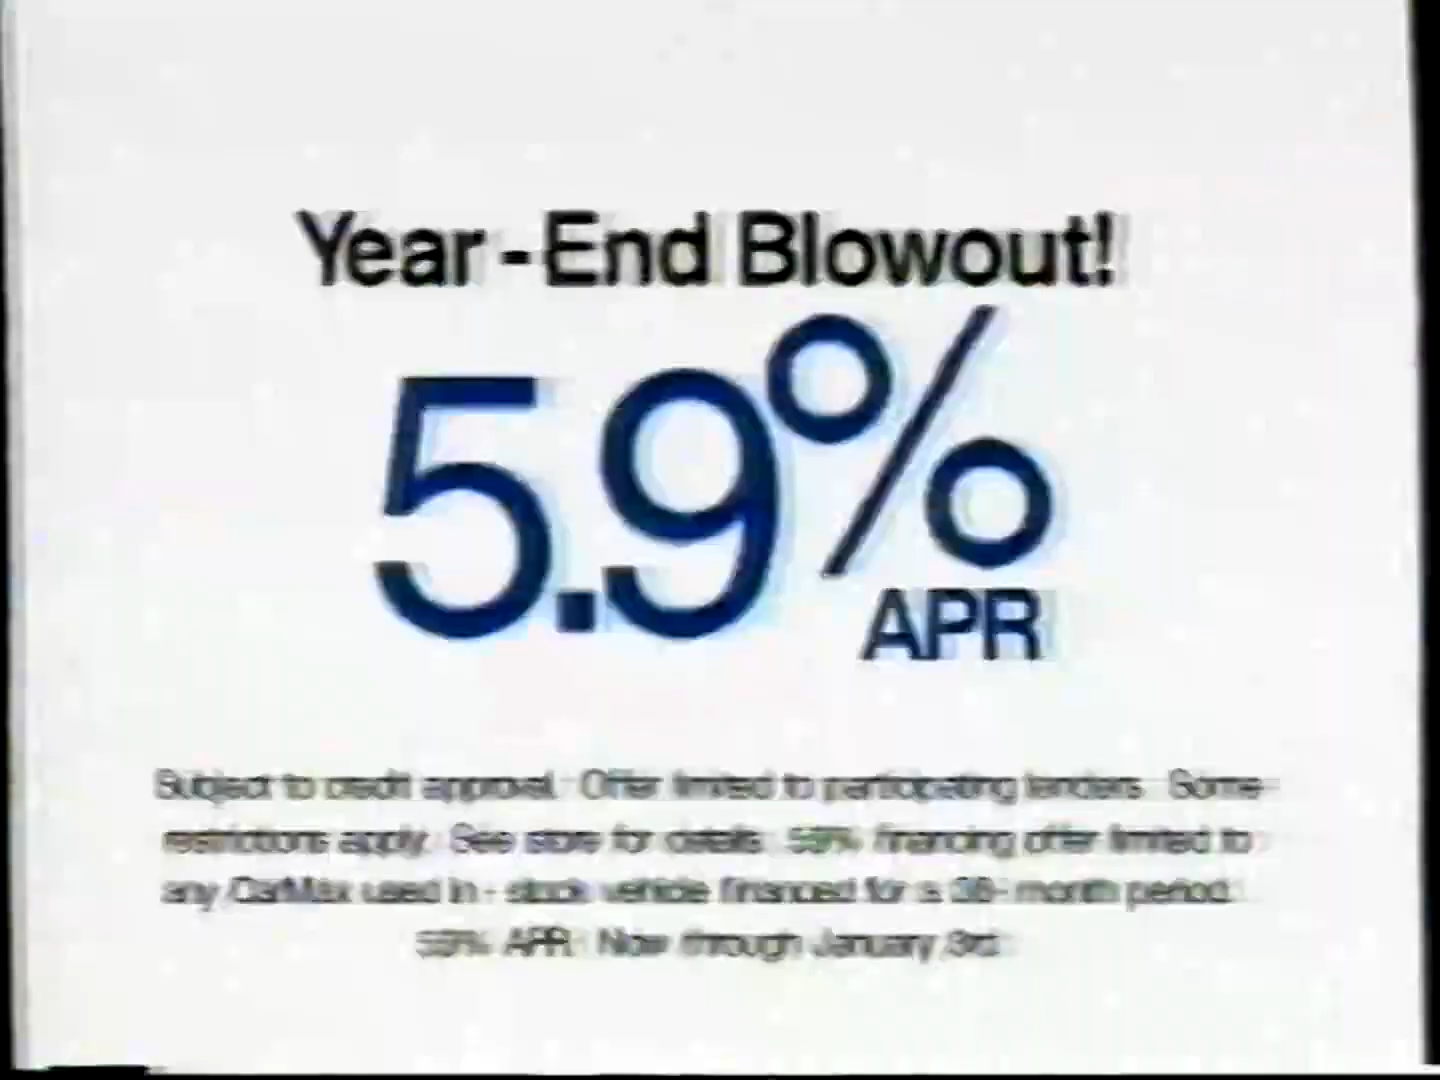 Year-End Blowout!
5.9%
APR
Subject to credit approval. Offer limited to participating lenders. Some
restrictions apply. See store for details. 5.9% financing offer limited to
any CarMax used in-stock vehicle financed for a 36-month period.
5.9% APR. Now through January 3rd.